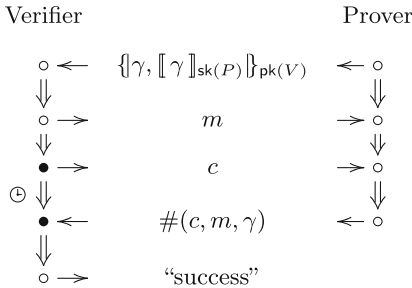 Verifier Prover
{|γ, ⟦ γ ⟧sk(P)|}pk(V)
m
c
#(c, m, γ)
“success”